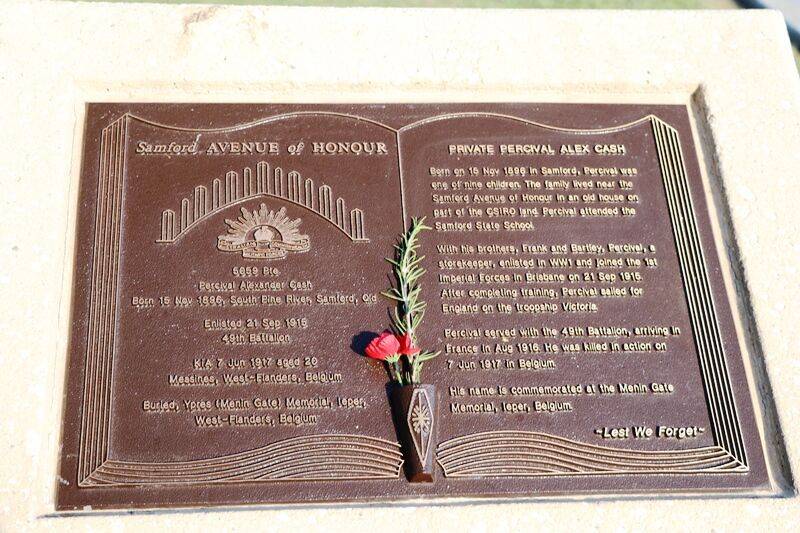 Samford AVENUE of HONOUR
5659 Pte
Percival Alexander Cash
Born 15 Nov 1896, South Pine River, Samford, Qld
Enlisted 21 Sep 1915
49th Battalion
KIA 7 Jun 1917 aged 20
Messines, West-Flanders, Belgium
Buried, Ypres (Menin Gate) Memorial, Ieper,
West-Flanders, Belgium
PRIVATE PERCIVAL ALEX CASH
Born on 15 Nov 1896 in Samford, Percival was
one of nine children. The family lived near the
Samford Avenue of Honour in an old house on
part of the CSIRO land. Percival attended the
Samford State School.
With his brothers, Frank and Bartley, Percival, a
storekeeper, enlisted in WW1 and joined the 1st
Imperial Forces in Brisbane on 21 Sep 1915.
After completing training, Percival sailed for
England on the troopship Victoria.
Percival served with the 49th Battalion, arriving in
France in Aug 1916. He was killed in action on
7 Jun 1917 in Belgium.
His name is commemorated at the Menin Gate
Memorial, Ieper, Belgium.
~Lest We Forget~